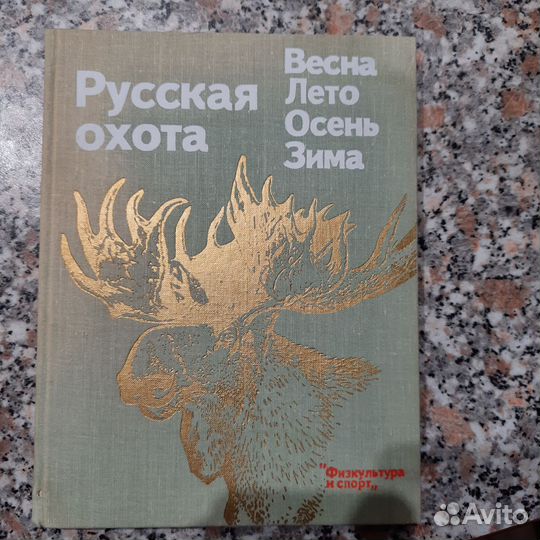 Русская
охота
Весна
Лето
Осень
Зима
"Физкультура
и спорт„
Avito